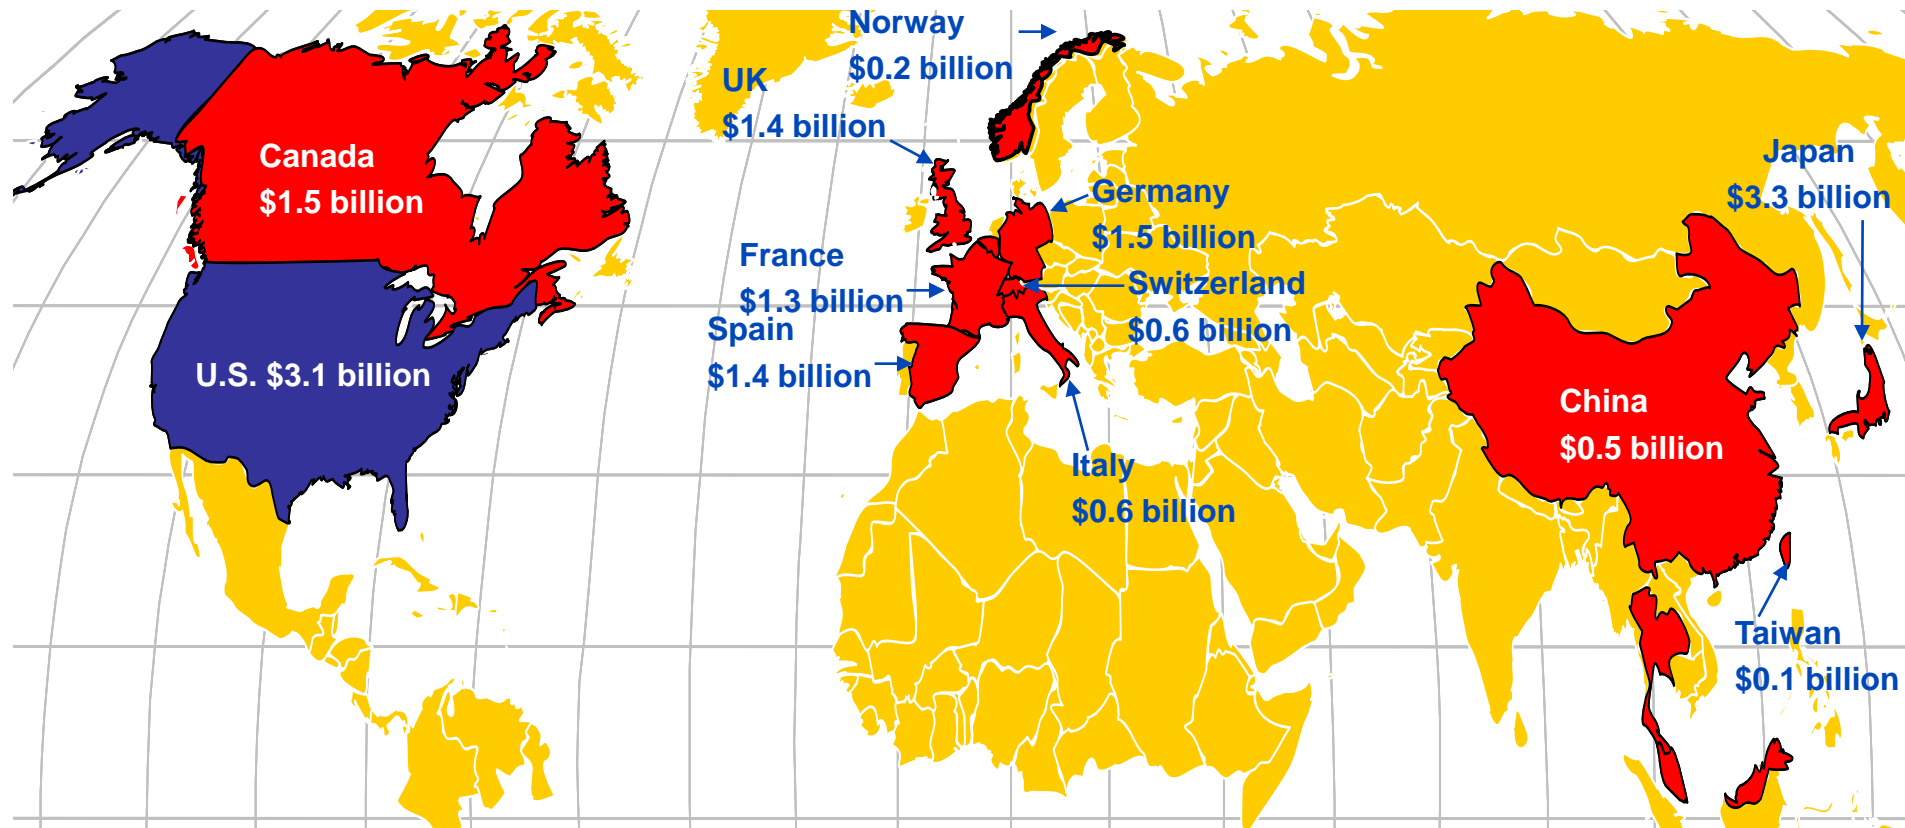 Norway
$0.2 billion
UK
$1.4 billion
Canada
$1.5 billion
Japan
$3.3 billion
Germany
$1.5 billion
France
$1.3 billion
Switzerland
$0.6 billion
Spain
$1.4 billion
U.S. $3.1 billion
China
$0.5 billion
Italy
$0.6 billion
Taiwan
$0.1 billion